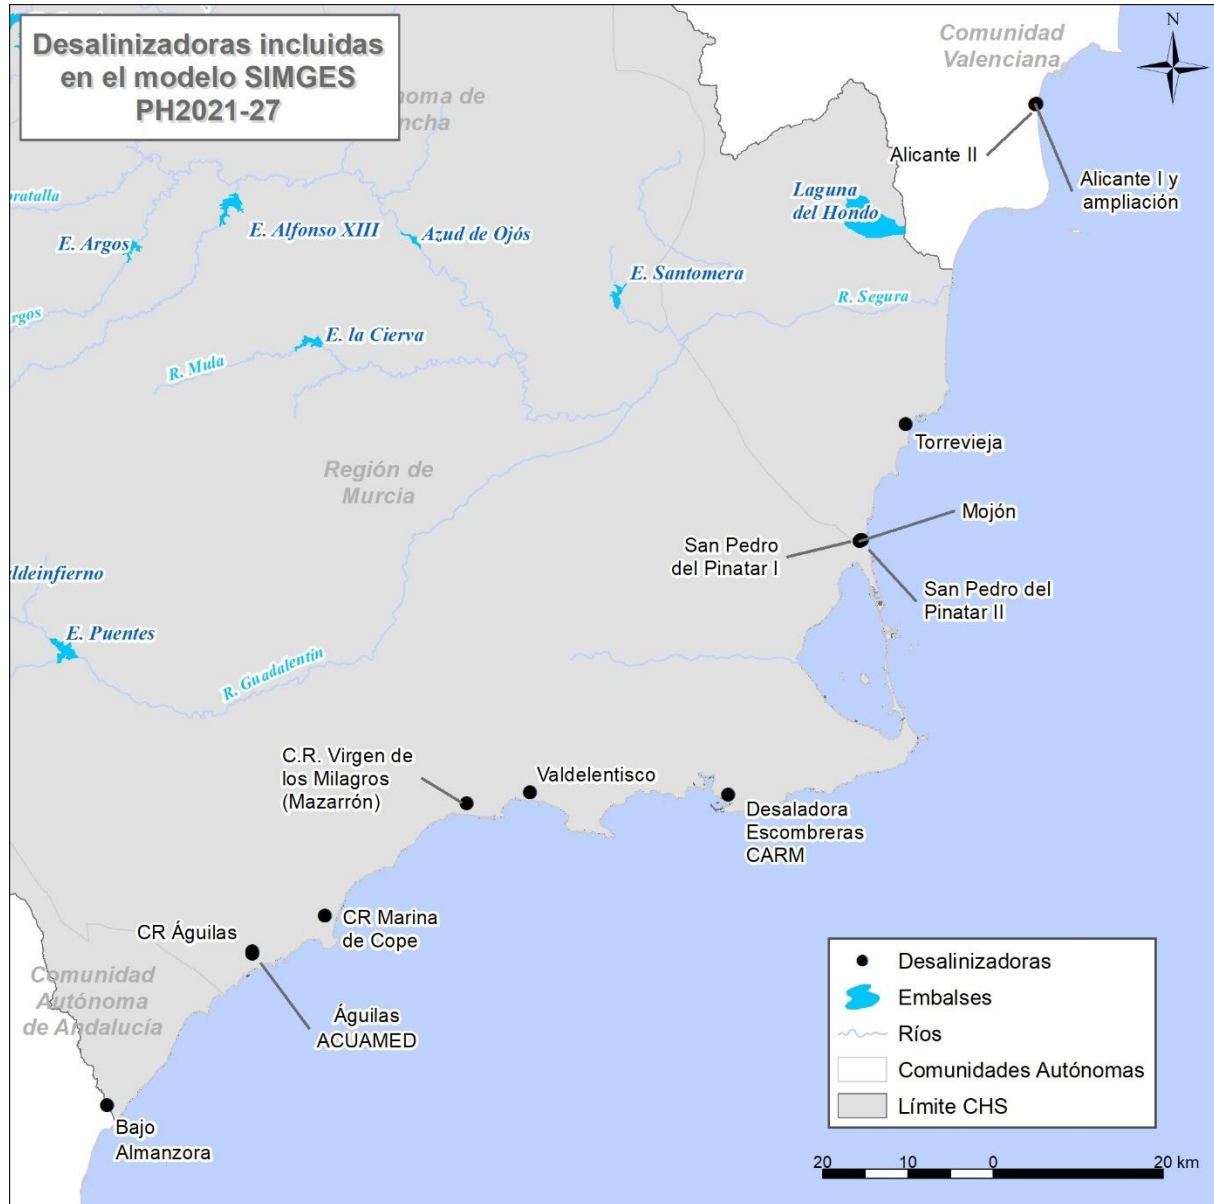 Desalinizadoras incluidas
en el modelo SIMGES
PH2021-27
Comunidad
Valenciana
N
Alicante II
Alicante I y
ampliación
Laguna
del Hondo
E. Argos
E. Alfonso XIII
Azud de Ojós
E. Santomera
R. Segura
E. la Cierva
R. Mula
Torrevieja
Región de
Murcia
Mojón
San Pedro
del Pinatar I
San Pedro del
Pinatar II
E. Puentes
R. Guadalentín
C.R. Virgen de
los Milagros
(Mazarrón)
Valdelentisco
Desaladora
Escombreras
CARM
CR Marina
de Cope
CR Águilas
Comunidad
Autónoma
de Andalucía
Águilas
ACUAMED
Bajo
Almanzora
Desalinizadoras
Embalses
Ríos
Comunidades Autónomas
Límite CHS
20 10 0 20 km